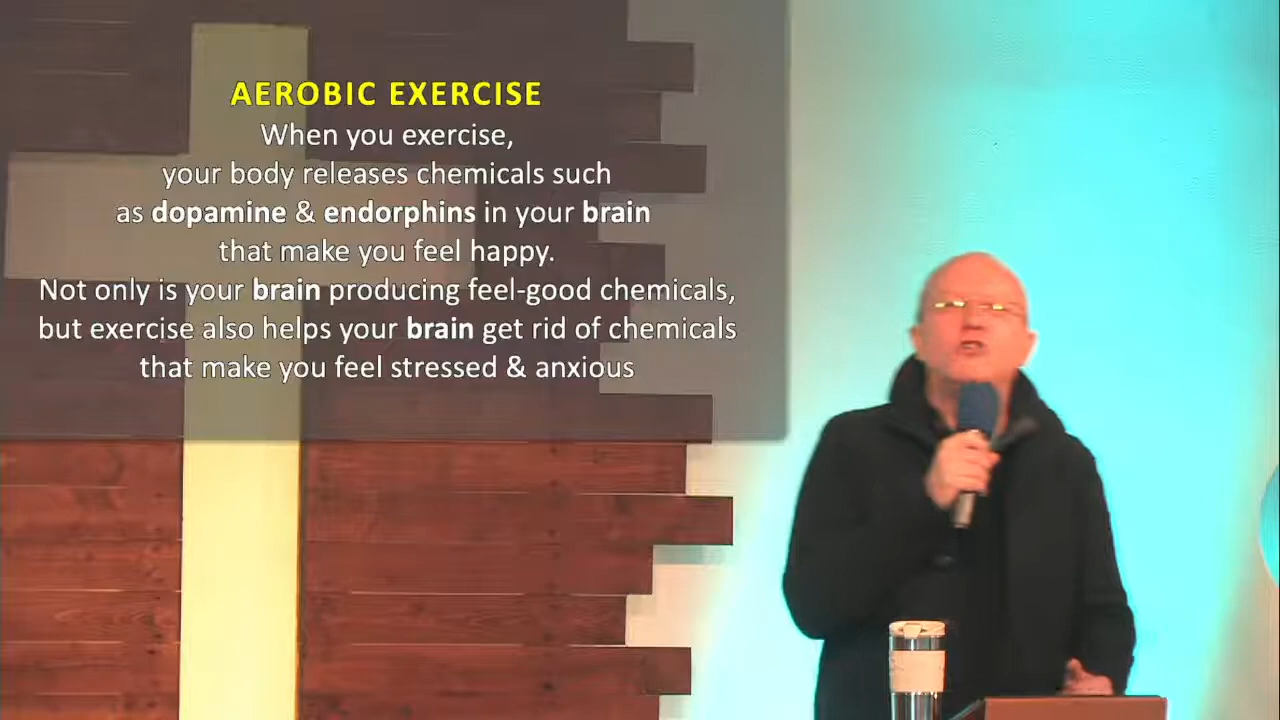 AEROBIC EXERCISE
When you exercise,
your body releases chemicals such
as dopamine & endorphins in your brain
that make you feel happy.
Not only is your brain producing feel-good chemicals,
but exercise also helps your brain get rid of chemicals
that make you feel stressed & anxious